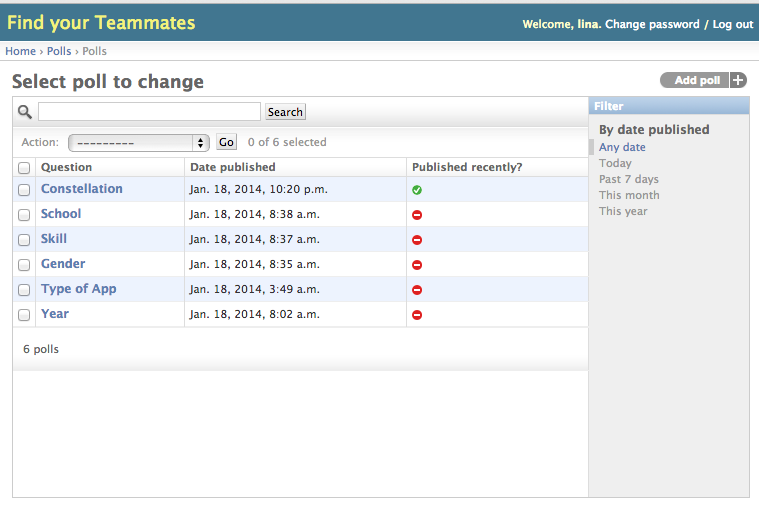 Find your Teammates
Welcome, lina. Change password / Log out
Home › Polls › Polls
Select poll to change
Add poll +
Search
Action: --------- Go 0 of 6 selected
Question Date published Published recently?
Constellation Jan. 18, 2014, 10:20 p.m.
School Jan. 18, 2014, 8:38 a.m.
Skill Jan. 18, 2014, 8:37 a.m.
Gender Jan. 18, 2014, 8:35 a.m.
Type of App Jan. 18, 2014, 3:49 a.m.
Year Jan. 18, 2014, 8:02 a.m.
6 polls
Filter
By date published
Any date
Today
Past 7 days
This month
This year